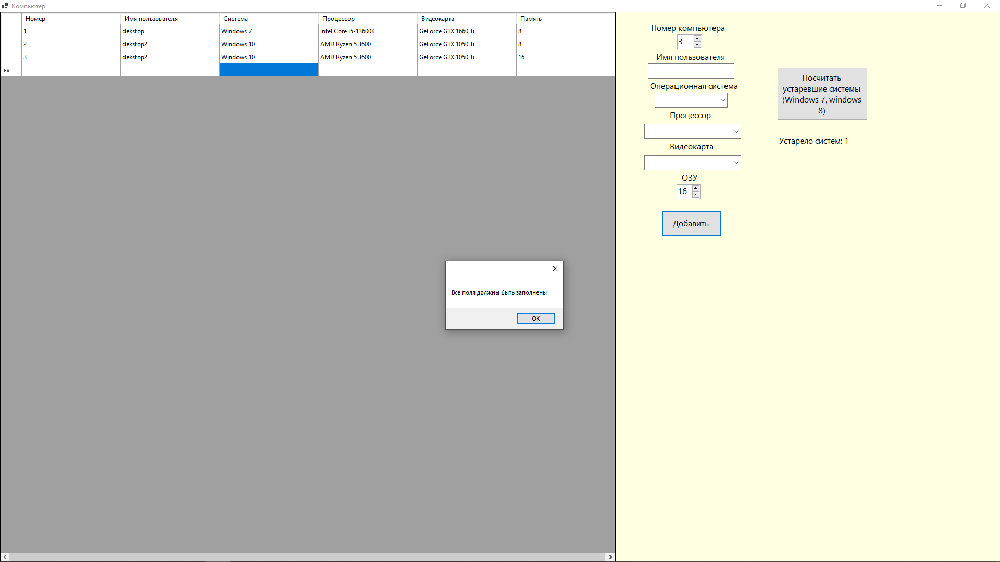 Компьютер
Номер Имя пользователя Система Процессор Видеокарта Память
1 dekstop Windows 7 Intel Core i5-13600K GeForce GTX 1660 Ti 8
2 dekstop2 Windows 10 AMD Ryzen 5 3600 GeForce GTX 1050 Ti 8
3 dekstop2 Windows 10 AMD Ryzen 5 3600 GeForce GTX 1050 Ti 16
Номер компьютера
3
Имя пользователя
Операционная система
Процессор
Видеокарта
ОЗУ
16
Добавить
Посчитать
устаревшие системы
(Windows 7, windows
8)
Устарело систем: 1
Все поля должны быть заполнены
ОК